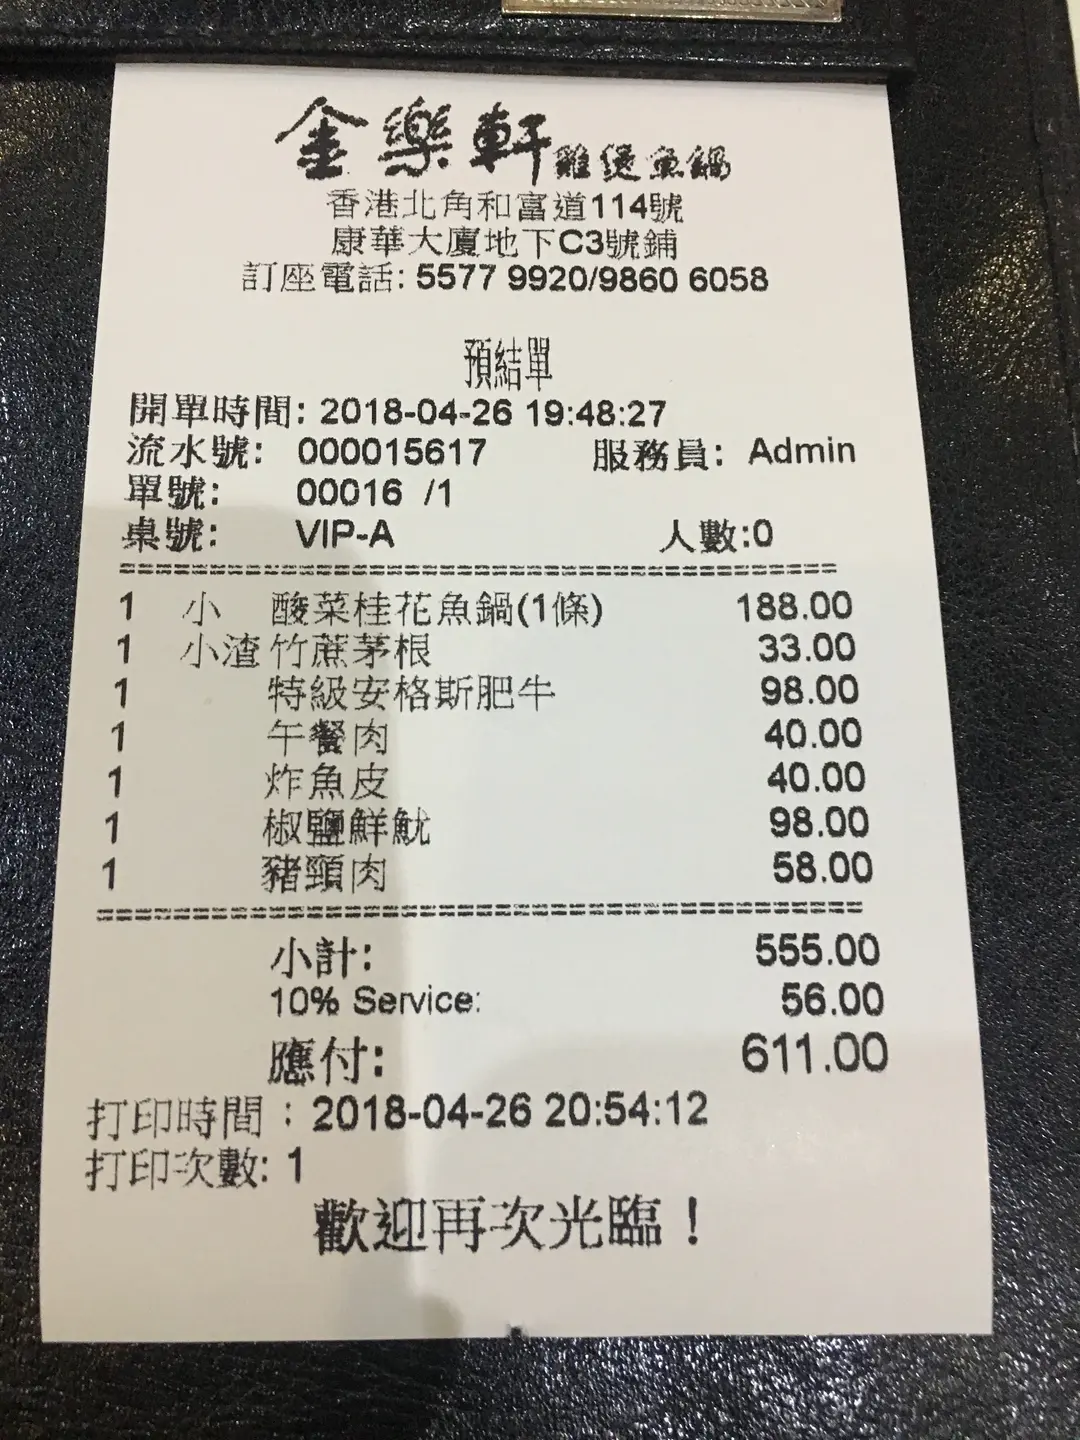 金樂軒雞煲魚鍋
香港北角和富道114號
康華大廈地下C3號鋪
訂座電話: 5577 9920/9860 6058
預結單
開單時間: 2018-04-26 19:48:27
流水號: 000015617 服務員: Admin
單號: 00016 /1
桌號: VIP-A 人數:0
1 小 酸菜桂花魚鍋(1條) 188.00
1 小渣 竹蔗茅根 33.00
1 特級安格斯肥牛 98.00
1 午餐肉 40.00
1 炸魚皮 40.00
1 椒鹽鮮魷 98.00
1 豬頸肉 58.00
小計: 555.00
10% Service: 56.00
應付: 611.00
打印時間：2018-04-26 20:54:12
打印次數: 1
歡迎再次光臨！